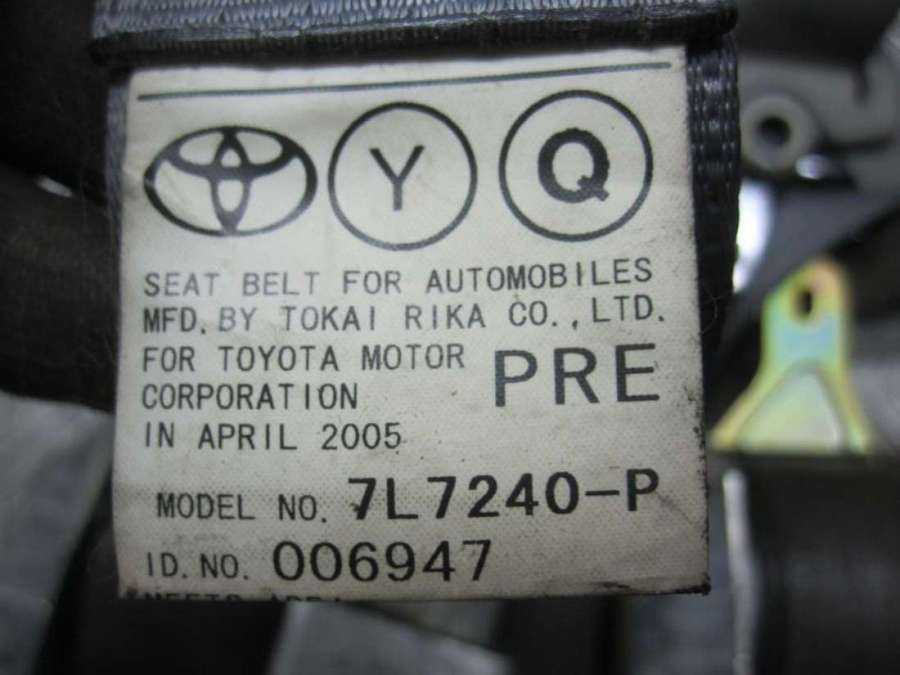 Y Q
SEAT BELT FOR AUTOMOBILES
MFD. BY TOKAI RIKA CO., LTD.
FOR TOYOTA MOTOR
CORPORATION
PRE
IN APRIL 2005
MODEL NO. 7L7240-P
ID. NO. 006947